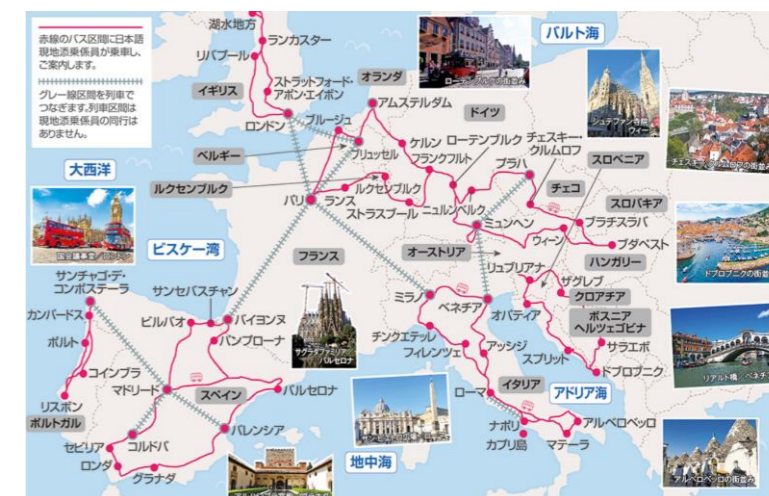 赤線のバス区間に日本語
現地添乗係員が乗車し、
ご案内します。
グレー線区間を列車で
つなぎます。列車区間は
現地添乗係員の同行は
ありません。
湖水地方
ランカスター
リバプール
ストラットフォード・
アポン・エイボン
イギリス
ロンドン
オランダ
アムステルダム
ローテンブルクの街並み
バルト海
ドイツ
シュテファン寺院
ブルージュ
ベルギー
ブリュッセル
ケルン
フランクフルト
ローテンブルク
チェスキー・
クルムロフ
プラハ
スロベニア
チェコ
スロバキア
ルクセンブルク
ルクセンブルク
パリ
ランス
ストラスブール
ニュルンベルク
ミュンヘン
ウィーン
ブラチスラバ
ブダペスト
ハンガリー
大西洋
国会議事堂/ロンドン
ビスケー湾
フランス
オーストリア
リュブリアナ
ザグレブ
クロアチア
ボスニア
ヘルツェゴビナ
サンチャゴ・デ・
コンポステーラ
サンセバスチャン
カンバードス
ビルバオ
バイヨンヌ
パンプローナ
ポルト
コインブラ
サグラダファミリア
バルセロナ
ミラノ
ベネチア
オパティア
チンクエテッレ
フィレンツェ
アッシジ
スプリット
サラエボ
ドブロブニク
マドリード
スペイン
バルセロナ
リスボン
ポルトガル
ローマ
イタリア
アドリア海
セビリア
コルドバ
バレンシア
ロンダ
グラナダ
地中海
ナポリ
カプリ島
マテーラ
アルベロベッロ
アルベロベッロの街並み